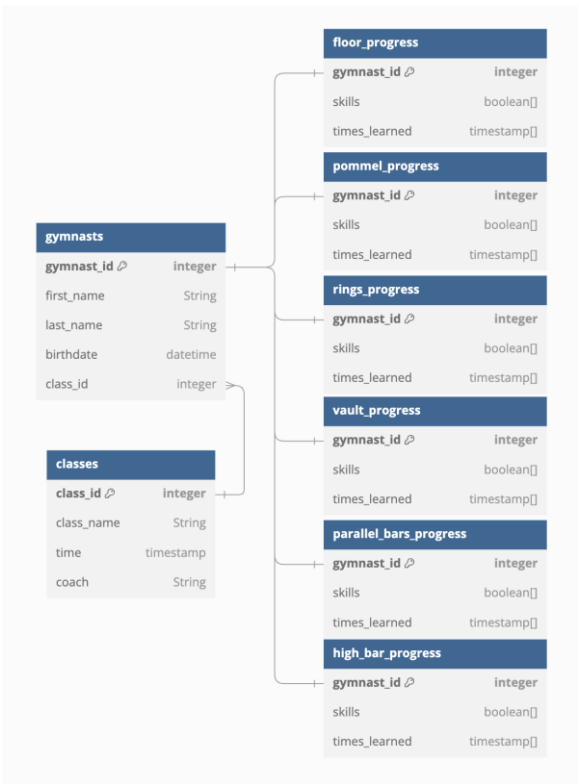 gymnasts
gymnast_id integer
first_name String
last_name String
birthdate datetime
class_id integer
classes
class_id integer
class_name String
time timestamp
coach String
floor_progress
gymnast_id integer
skills boolean[]
times_learned timestamp[]
pommel_progress
gymnast_id integer
skills boolean[]
times_learned timestamp[]
rings_progress
gymnast_id integer
skills boolean[]
times_learned timestamp[]
vault_progress
gymnast_id integer
skills boolean[]
times_learned timestamp[]
parallel_bars_progress
gymnast_id integer
skills boolean[]
times_learned timestamp[]
high_bar_progress
gymnast_id integer
skills boolean[]
times_learned timestamp[]